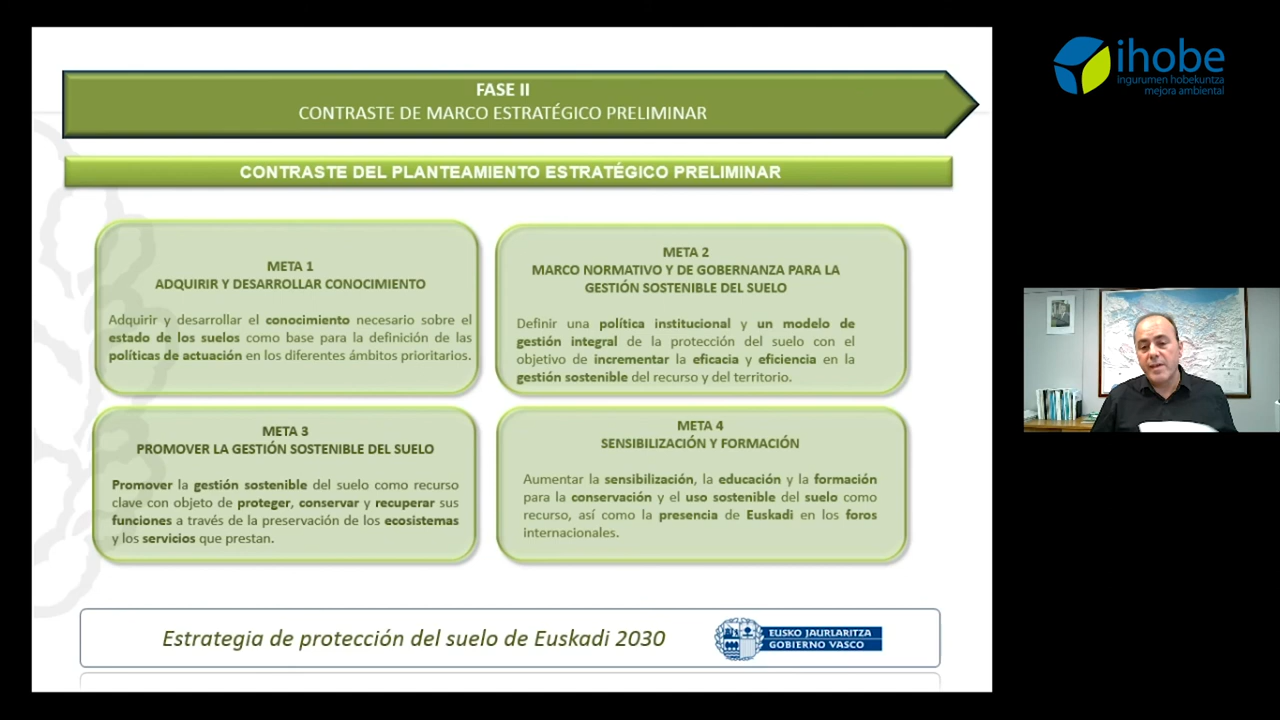 FASE II
CONTRASTE DE MARCO ESTRATÉGICO PRELIMINAR
CONTRASTE DEL PLANTEAMIENTO ESTRATÉGICO PRELIMINAR
META 1
ADQUIRIR Y DESARROLLAR CONOCIMIENTO
Adquirir y desarrollar el conocimiento necesario sobre el
estado de los suelos como base para la definición de las
políticas de actuación en los diferentes ámbitos prioritarios.
META 2
MARCO NORMATIVO Y DE GOBERNANZA PARA LA
GESTIÓN SOSTENIBLE DEL SUELO
Definir una política institucional y un modelo de
gestión integral de la protección del suelo con el
objetivo de incrementar la eficacia y eficiencia en la
gestión sostenible del recurso y del territorio.
META 3
PROMOVER LA GESTIÓN SOSTENIBLE DEL SUELO
Promover la gestión sostenible del suelo como recurso
clave con objeto de proteger, conservar y recuperar sus
funciones a través de la preservación de los ecosistemas
y los servicios que prestan.
META 4
SENSIBILIZACIÓN Y FORMACIÓN
Aumentar la sensibilización, la educación y la formación
para la conservación y el uso sostenible del suelo como
recurso, así como la presencia de Euskadi en los foros
internacionales.
Estrategia de protección del suelo de Euskadi 2030
EUSKO JAURLARITZA
GOBIERNO VASCO
ihobe
ingurumen hobekuntza
mejora ambiental